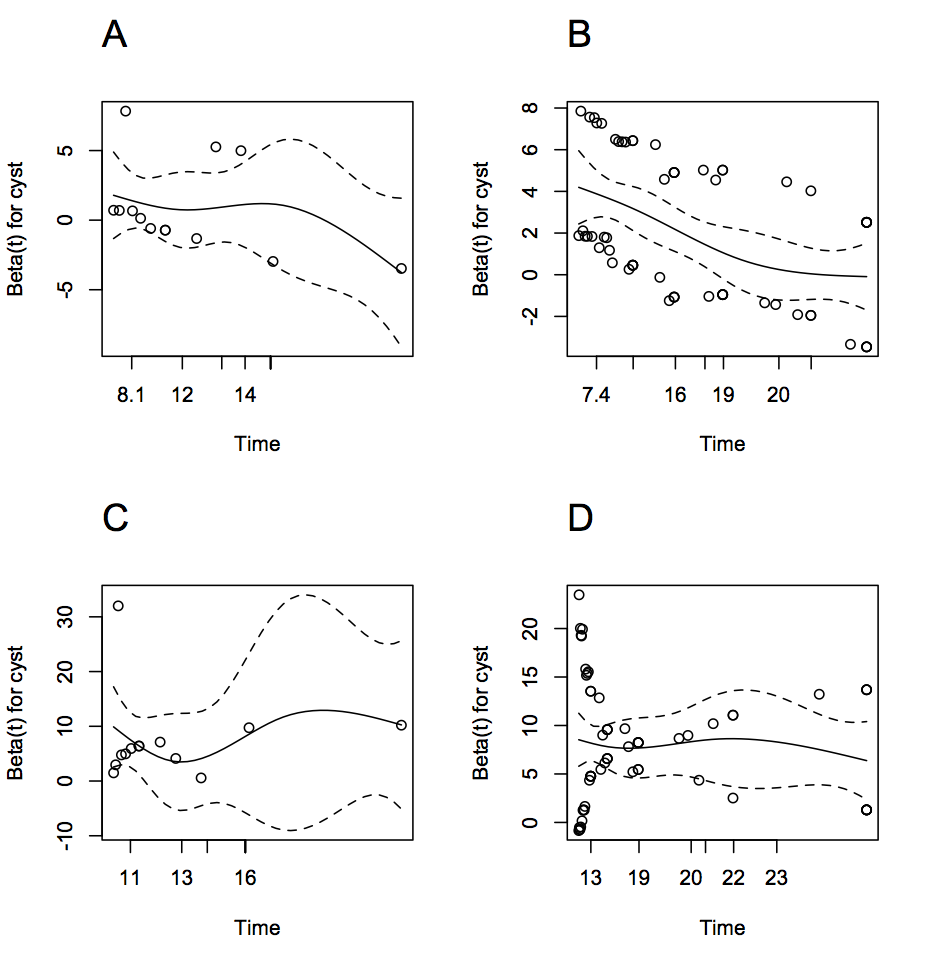 A
Beta(t) for cyst
5
0
-5
8.1 12 14
Time
B
Beta(t) for cyst
8
6
4
2
0
-2
7.4 16 19 20
Time
C
Beta(t) for cyst
30
20
10
0
-10
11 13 16
Time
D
Beta(t) for cyst
20
15
10
5
0
13 19 20 22 23
Time